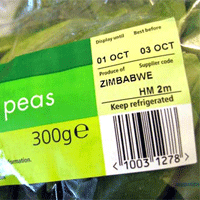 Display until Best before
01 OCT 03 OCT
Produce of Supplier code
ZIMBABWE
HM 2m
Keep refrigerated
peas
300g e
formation.
<1003 1278>